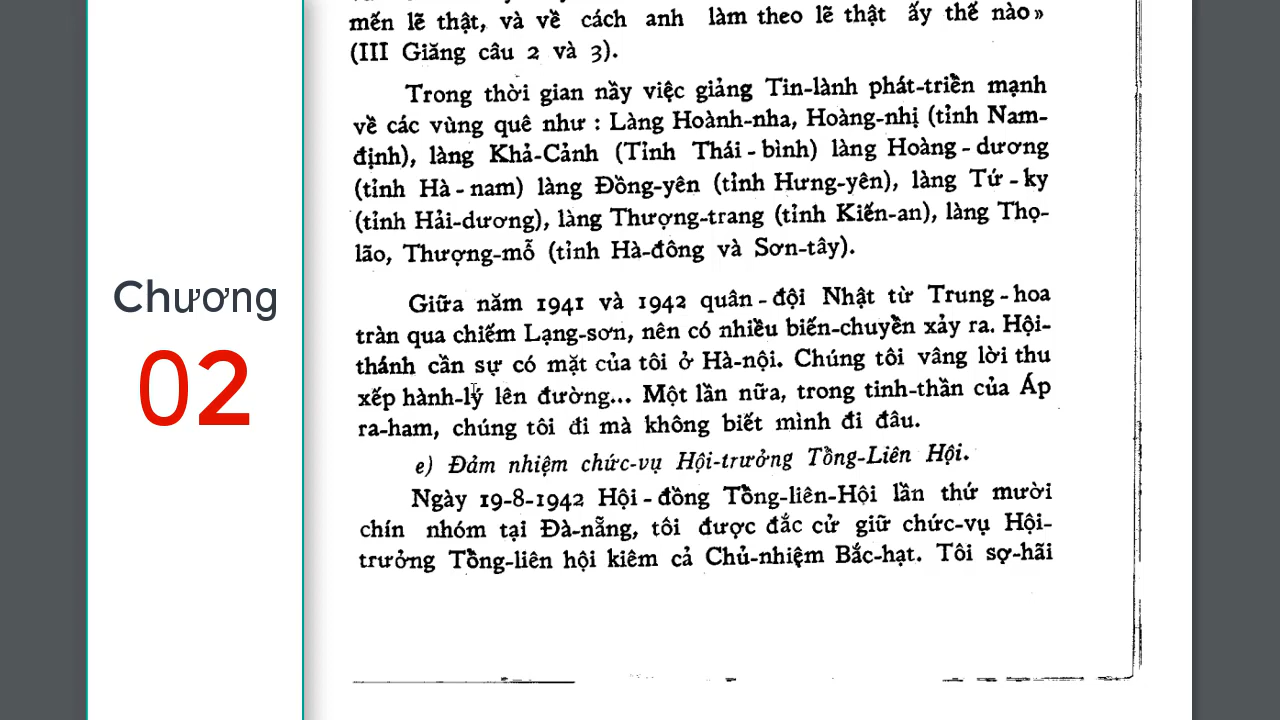 mến lẽ thật, và về cách anh làm theo lẽ thật ấy thế nào»
(III Giăng câu 2 và 3).
Trong thời gian nầy việc giảng Tin-lành phát-triển mạnh
về các vùng quê như : Làng Hoành-nha, Hoàng-nhị (tỉnh Nam-
định), làng Khả-Cảnh (Tỉnh Thái - bình) làng Hoàng - dương
(tỉnh Hà - nam) làng Đồng-yên (tỉnh Hưng-yên), làng Tứ - ky
(tỉnh Hải-dương), làng Thượng-trang (tỉnh Kiến-an), làng Thọ-
lão, Thượng-mỗ (tỉnh Hà-đông và Sơn-tây).
Giữa năm 1941 và 1942 quân - đội Nhật từ Trung - hoa
tràn qua chiếm Lạng-sơn, nên có nhiều biến-chuyển xảy ra. Hội-
thánh cần sự có mặt của tôi ở Hà-nội. Chúng tôi vâng lời thu
xếp hành-lý lên đường... Một lần nữa, trong tinh-thần của Áp
ra-ham, chúng tôi đi mà không biết mình đi đâu.
e) Đảm nhiệm chức-vụ Hội-trưởng Tổng-Liên Hội.
Ngày 19-8-1942 Hội - đồng Tổng-liên-Hội lần thứ mười
chín nhóm tại Đà-nẵng, tôi được đắc cử giữ chức-vụ Hội-
trưởng Tổng-liên hội kiêm cả Chủ-nhiệm Bắc-hạt. Tôi sợ-hãi
Chương
02